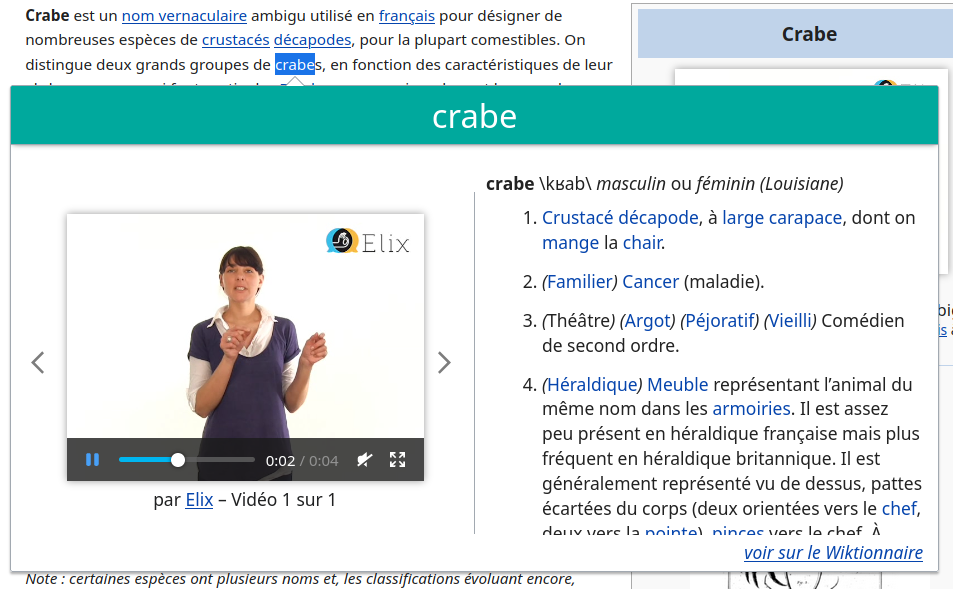 Crabe est un nom vernaculaire ambigu utilisé en français pour désigner de
nombreuses espèces de crustacés décapodes, pour la plupart comestibles. On
distingue deux grands groupes de crabes, en fonction des caractéristiques de leur
Crabe
crabe
Elix
0:02 / 0:04
par Elix – Vidéo 1 sur 1
crabe \kʁab\ masculin ou féminin (Louisiane)
1. Crustacé décapode, à large carapace, dont on
mange la chair.
2. (Familier) Cancer (maladie).
3. (Théâtre) (Argot) (Péjoratif) (Vieilli) Comédien
de second ordre.
4. (Héraldique) Meuble représentant l’animal du
même nom dans les armoiries. Il est assez
peu présent en héraldique française mais plus
fréquent en héraldique britannique. Il est
généralement représenté vu de dessus, pattes
écartées du corps (deux orientées vers le chef,
deux vers la pointe), pinces vers le chef. À
voir sur le Wiktionnaire
Note : certaines espèces ont plusieurs noms et, les classifications évoluant encore,